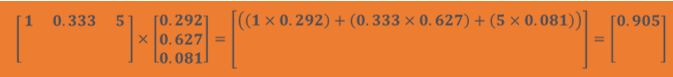 [1 0.333 5] × [0.292
0.627
0.081] = [((1 × 0.292) + (0.333 × 0.627) + (5 × 0.081))] = [0.905]